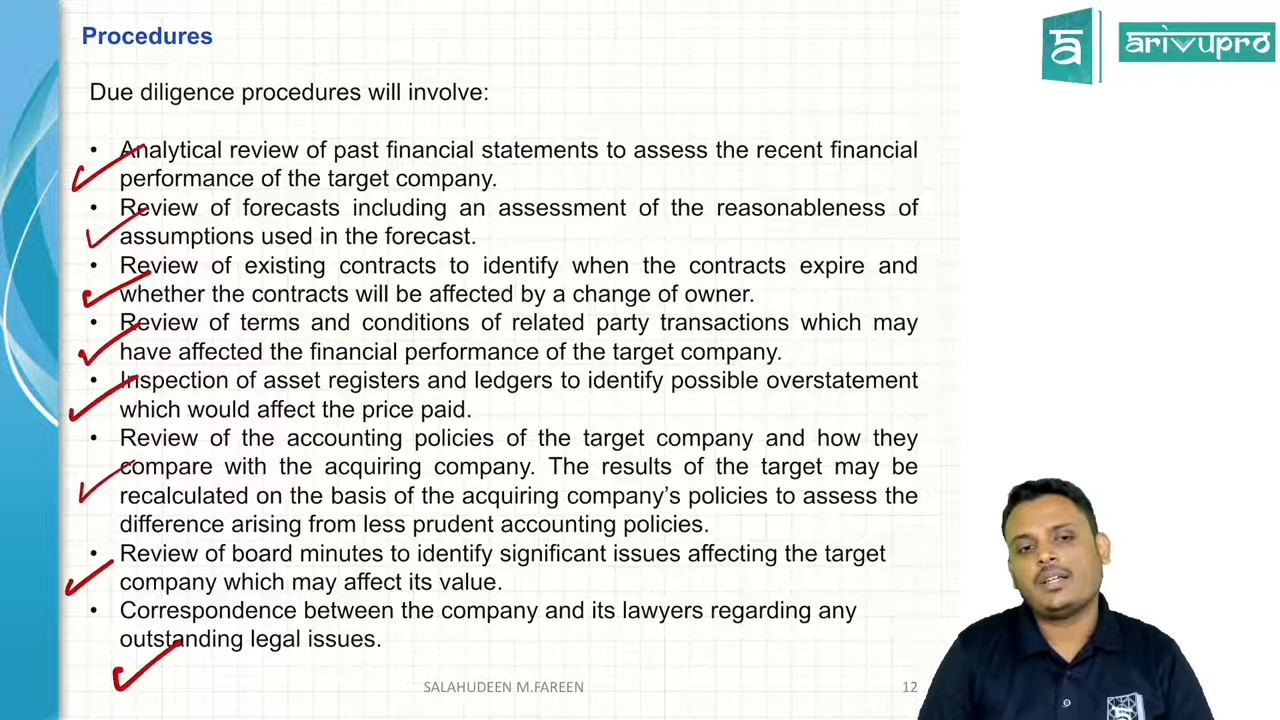 Procedures
arivupro
Due diligence procedures will involve:
• Analytical review of past financial statements to assess the recent financial
performance of the target company.
• Review of forecasts including an assessment of the reasonableness of
assumptions used in the forecast.
• Review of existing contracts to identify when the contracts expire and
whether the contracts will be affected by a change of owner.
• Review of terms and conditions of related party transactions which may
have affected the financial performance of the target company.
• Inspection of asset registers and ledgers to identify possible overstatement
which would affect the price paid.
• Review of the accounting policies of the target company and how they
compare with the acquiring company. The results of the target may be
recalculated on the basis of the acquiring company’s policies to assess the
difference arising from less prudent accounting policies.
• Review of board minutes to identify significant issues affecting the target
company which may affect its value.
• Correspondence between the company and its lawyers regarding any
outstanding legal issues.
SALAHUDEEN M.FAREEN
12